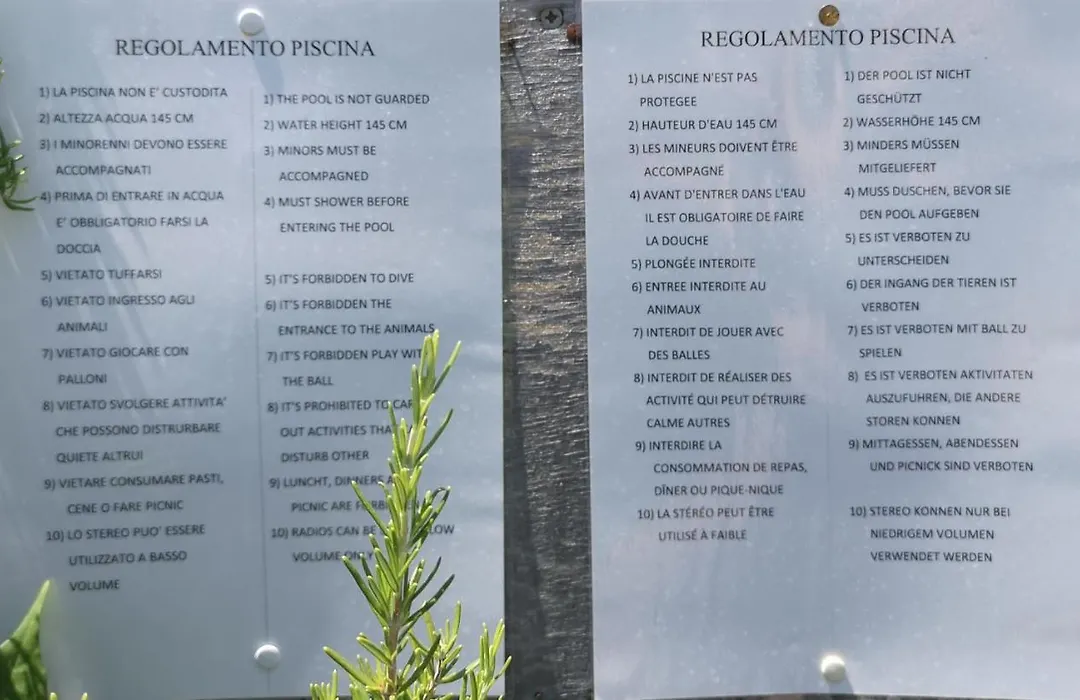 REGOLAMENTO PISCINA
1) LA PISCINA NON E' CUSTODITA
2) ALTEZZA ACQUA 145 CM
3) I MINORENNI DEVONO ESSERE
ACCOMPAGNATI
4) PRIMA DI ENTRARE IN ACQUA
E' OBBLIGATORIO FARSI LA
DOCCIA
5) VIETATO TUFFARSI
6) VIETATO INGRESSO AGLI
ANIMALI
7) VIETATO GIOCARE CON
PALLONI
8) VIETATO SVOLGERE ATTIVITA'
CHE POSSONO DISTRURBARE
QUIETE ALTRUI
9) VIETARE CONSUMARE PASTI,
CENE O FARE PICNIC
10) LO STEREO PUO' ESSERE
UTILIZZATO A BASSO
VOLUME
1) THE POOL IS NOT GUARDED
2) WATER HEIGHT 145 CM
3) MINORS MUST BE
ACCOMPAGNED
4) MUST SHOWER BEFORE
ENTERING THE POOL
5) IT'S FORBIDDEN TO DIVE
6) IT'S FORBIDDEN THE
ENTRANCE TO THE ANIMALS
7) IT'S FORBIDDEN PLAY WITH
THE BALL
8) IT'S PROHIBITED TO
OUT ACTIVITIES
DISTURB OTHER
9) LUNCHT, DINNERS
PICNIC ARE FORBIDDEN
10) RADIOS CAN BE LOW
VOLUME ONLY
REGOLAMENTO PISCINA
1) LA PISCINE N'EST PAS
PROTEGEE
2) HAUTEUR D'EAU 145 CM
3) LES MINEURS DOIVENT ÊTRE
ACCOMPAGNÉ
4) AVANT D'ENTRER DANS L'EAU
IL EST OBLIGATOIRE DE FAIRE
LA DOUCHE
5) PLONGÉE INTERDITE
6) ENTREE INTERDITE AU
ANIMAUX
7) INTERDIT DE JOUER AVEC
DES BALLES
8) INTERDIT DE RÉALISER DES
ACTIVITÉ QUI PEUT DÉTRUIRE
CALME AUTRES
9) INTERDIRE LA
CONSOMMATION DE REPAS,
DÎNER OU PIQUE-NIQUE
10) LA STÉRÉO PEUT ÊTRE
UTILISÉ À FAIBLE
1) DER POOL IST NICHT
GESCHÜTZT
2) WASSERHÖHE 145 CM
3) MINDERS MÜSSEN
MITGELIEFERT
4) MUSS DUSCHEN, BEVOR SIE
DEN POOL AUFGEBEN
5) ES IST VERBOTEN ZU
UNTERSCHEIDEN
6) DER INGANG DER TIEREN IST
VERBOTEN
7) ES IST VERBOTEN MIT BALL ZU
SPIELEN
8) ES IST VERBOTEN AKTIVITATEN
AUSZUFUHREN, DIE ANDERE
STOREN KONNEN
9) MITTAGESSEN, ABENDESSEN
UND PICNICK SIND VERBOTEN
10) STEREO KONNEN NUR BEI
NIEDRIGEM VOLUMEN
VERWENDET WERDEN